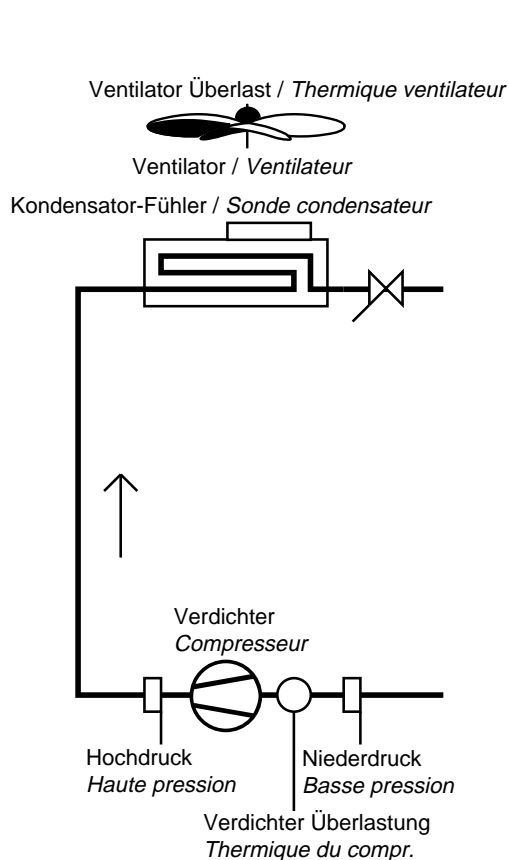 Ventilator Überlast / Thermique ventilateur
Ventilator / Ventilateur
Kondensator-Fühler / Sonde condensateur
Verdichter
Compresseur
Hochdruck
Haute pression
Niederdruck
Basse pression
Verdichter Überlastung
Thermique du compr.